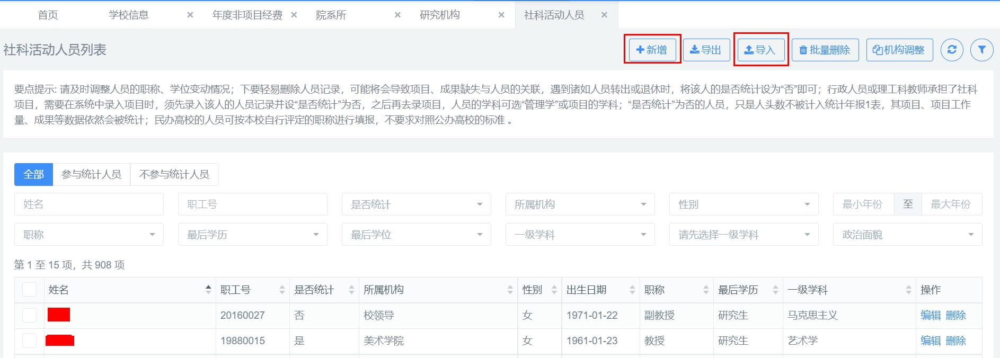 首页 学校信息 × 年度非项目经费 × 院系所 × 研究机构 × 社科活动人员 ×
社科活动人员列表 新增 导出 导入 批量删除 机构调整
要点提示: 请及时调整人员的职称、学位变动情况；下要轻易删除人员记录，可能将会导致项目、成果缺失与人员的关联，遇到诸如人员转出或退休时，将该人的是否统计设为“否”即可；行政人员或理工科教师承担了社科
项目，需要在系统中录入项目时，须先录入该人的人员记录并设“是否统计”为否，之后再去录项目，人员的学科可选“管理学”或项目的学科；“是否统计”为否的人员，只是人头数不被计入统计年报1表，其项目、项目工作
量、成果等数据依然会被统计；民办高校的人员可按本校自行评定的职称进行填报，不要求对照公办高校的标准 。
全部 参与统计人员 不参与统计人员
姓名 职工号 是否统计 所属机构 性别 最小年份 至 最大年份
职称 最后学历 最后学位 一级学科 请先选择一级学科 政治面貌
第 1 至 15 项，共 908 项
姓名 职工号 是否统计 所属机构 性别 出生日期 职称 最后学历 一级学科 操作
20160027 否 校领导 女 1971-01-22 副教授 研究生 马克思主义 编辑 删除
19880015 是 美术学院 女 1961-01-23 教授 研究生 艺术学 编辑 删除